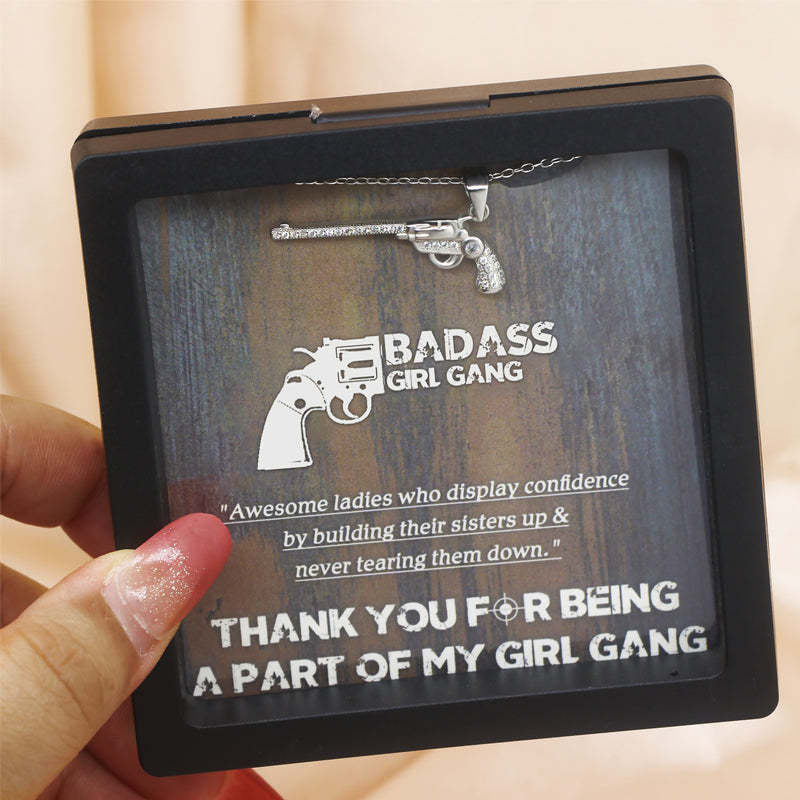 BADASS
GIRL GANG
"Awesome ladies who display confidence
by building their sisters up &
never tearing them down."
THANK YOU FOR BEING
A PART OF MY GIRL GANG